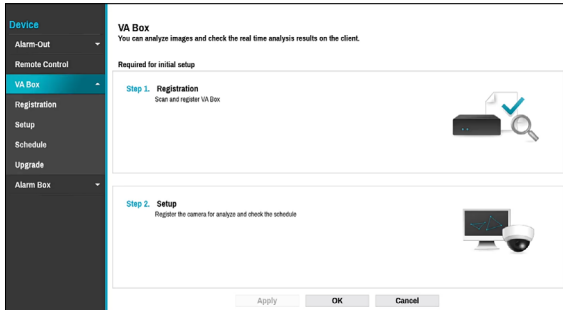 Device
Alarm-Out
Remote Control
VA Box
Registration
Setup
Schedule
Upgrade
Alarm Box
VA Box
You can analyze images and check the real time analysis results on the client.
Required for initial setup
Step 1. Registration
Scan and register VA Box
Step 2. Setup
Register the camera for analyze and check the schedule
Apply OK Cancel